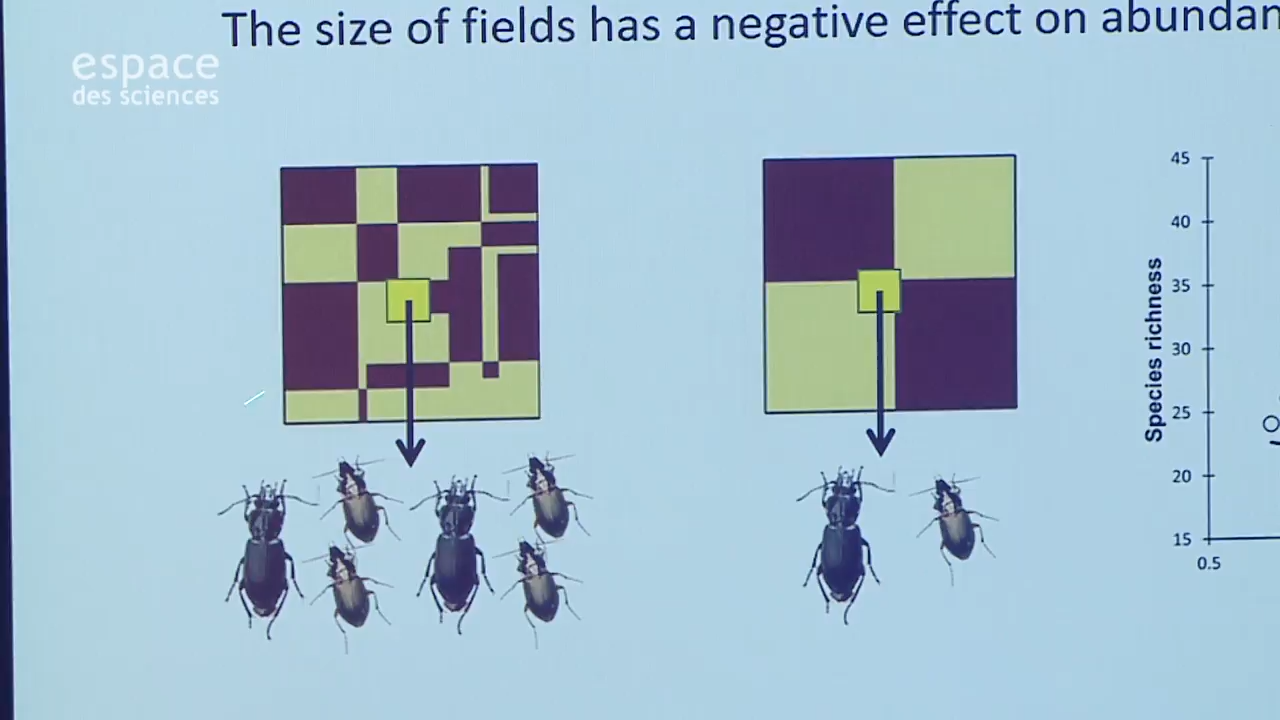 The size of fields has a negative effect on
espace
des sciences
45
40
35
30
25
20
15
Species richness
0.5